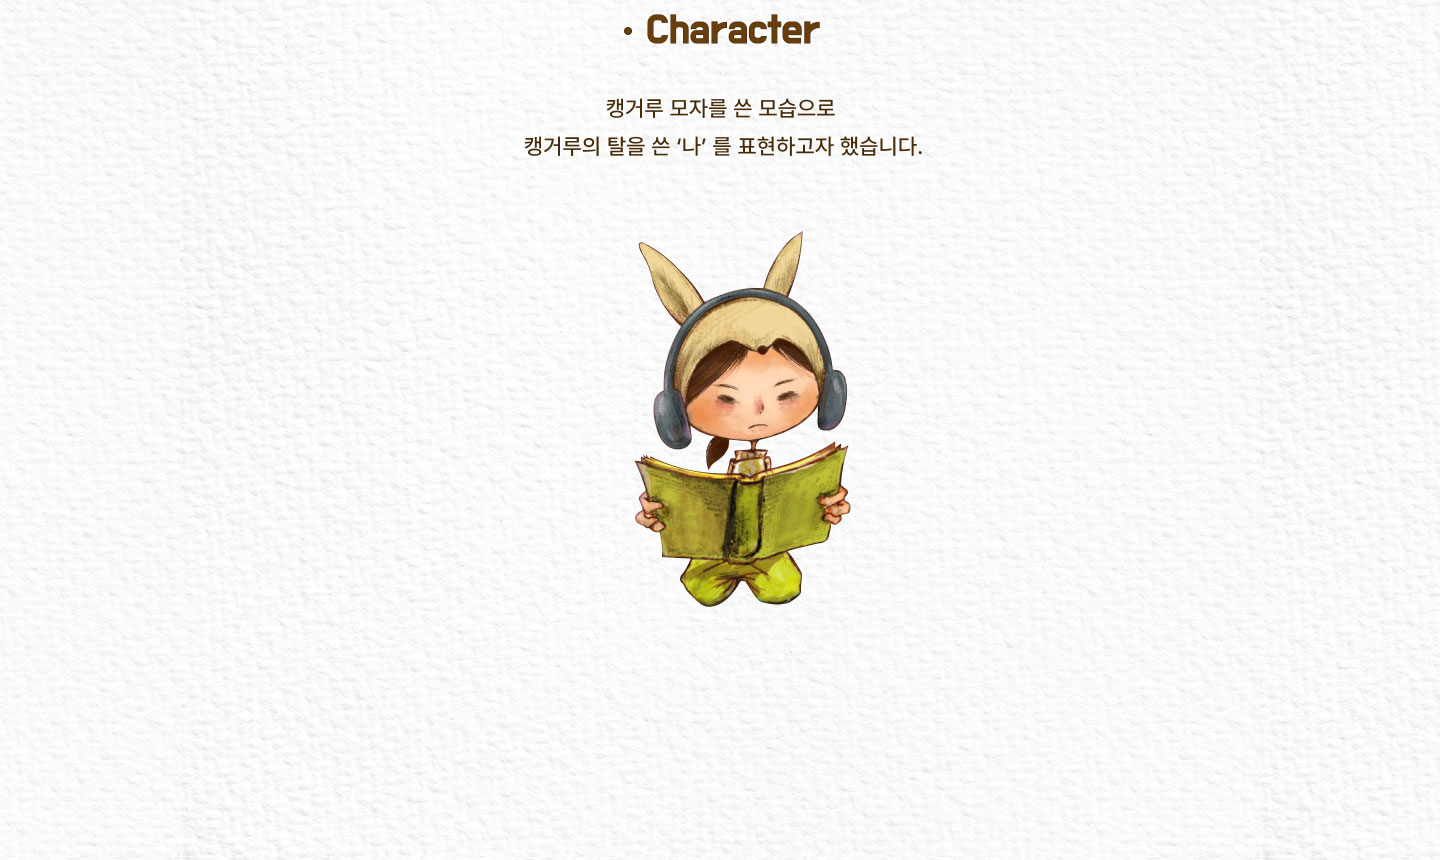 • Character
캥거루 모자를 쓴 모습으로
캥거루의 탈을 쓴 ‘나’ 를 표현하고자 했습니다.